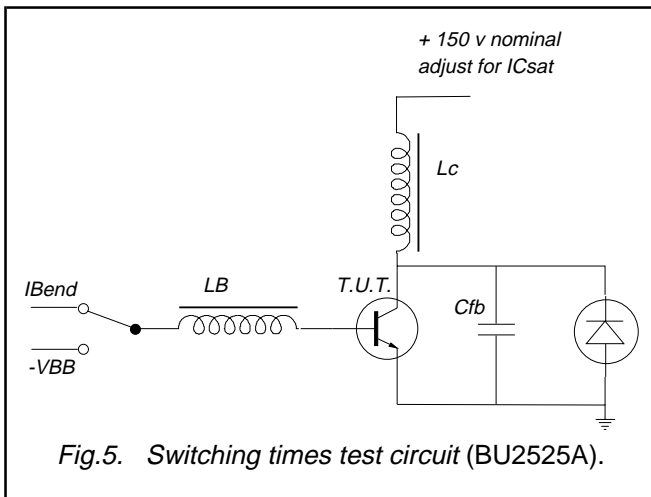 + 150 v nominal
adjust for ICsat
Lc
IBend
LB
T.U.T.
Cfb
-VBB
Fig.5. Switching times test circuit (BU2525A).